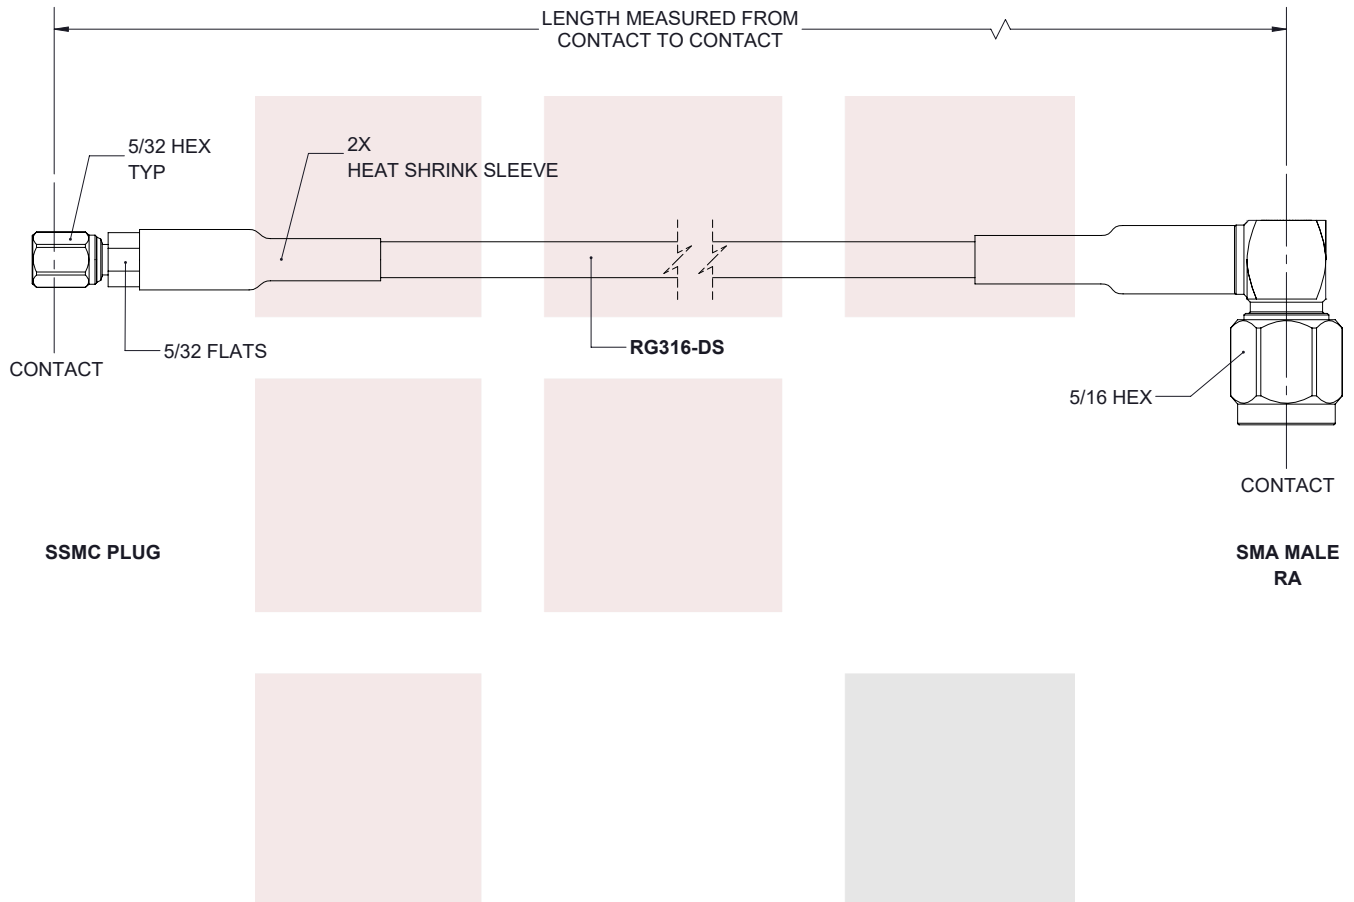 LENGTH MEASURED FROM
CONTACT TO CONTACT
5/32 HEX
TYP
2X
HEAT SHRINK SLEEVE
5/32 FLATS
RG316-DS
CONTACT
5/16 HEX
CONTACT
SSMC PLUG
SMA MALE
RA